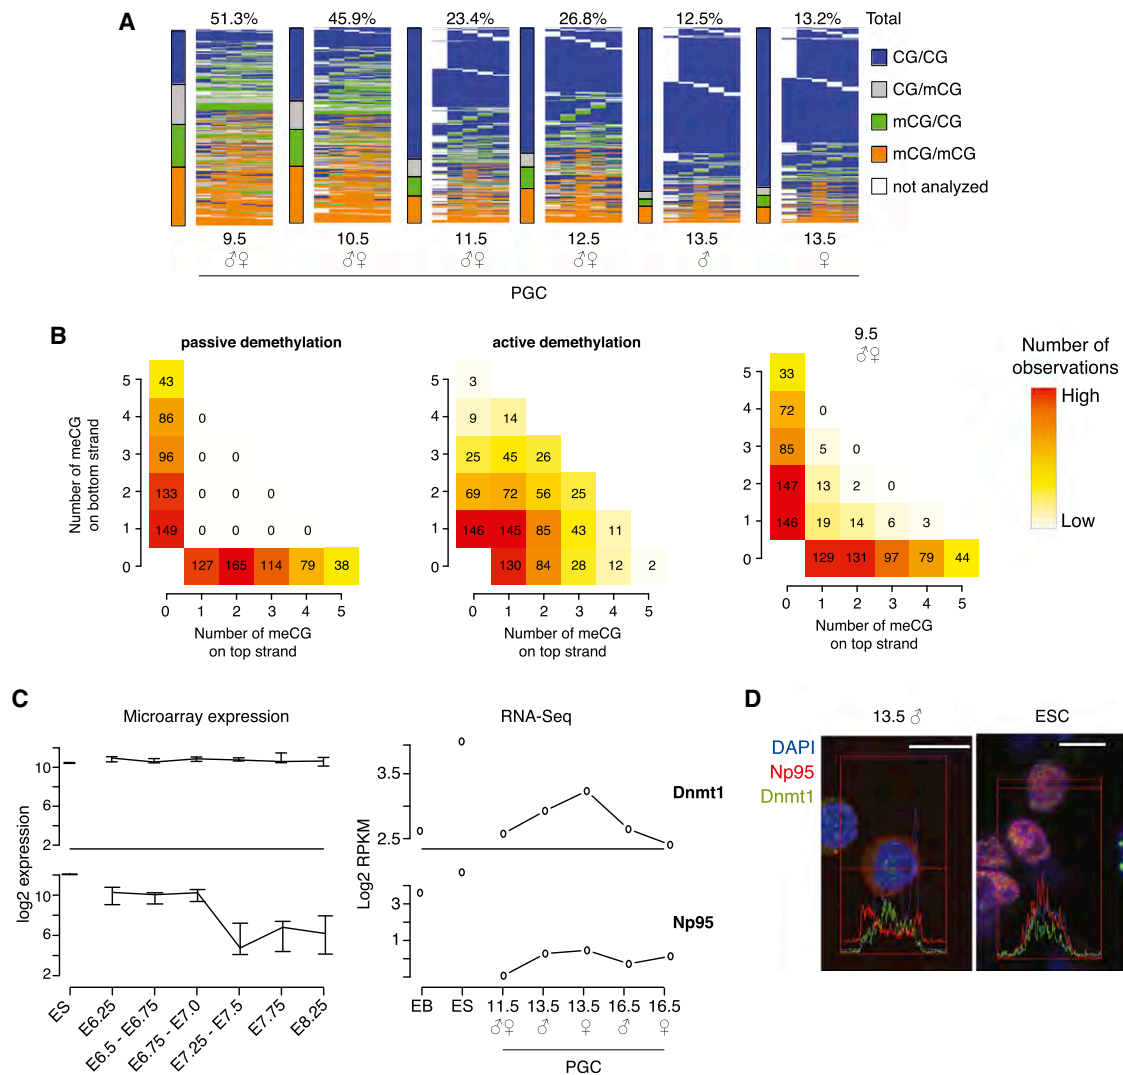 A
51.3% 45.9% 23.4% 26.8% 12.5% 13.2% Total
CG/CG
CG/mCG
mCG/CG
mCG/mCG
not analyzed
9.5 10.5 11.5 12.5 13.5 13.5
♂♀ ♂♀ ♂♀ ♂♀ ♂ ♀
PGC
B
passive demethylation
Number of meCG
on bottom strand
5 43
4 86 0
3 96 0 0
2 133 0 0 0
1 149 0 0 0 0
0 127 165 114 79 38
0 1 2 3 4 5
Number of meCG
on top strand
active demethylation
5 3
4 9 14
3 25 45 26
2 69 72 56 25
1 146 145 85 43 11
0 130 84 28 12 2
0 1 2 3 4 5
Number of meCG
on top strand
9.5
♂♀
5 33
4 72 0
3 85 5 0
2 147 13 2 0
1 146 19 14 6 3
0 129 131 97 79 44
0 1 2 3 4 5
Number of meCG
on top strand
Number of
observations
High
Low
C
Microarray expression
log2 expression
10
6
2
10
6
2
ES E6.25 E6.5 - E6.75 E6.75 - E7.0 E7.25 - E7.5 E7.75 E8.25
RNA-Seq
Log2 RPKM
3.5
2.5
Dnmt1
3
1
Np95
EB ES 11.5 13.5 13.5 16.5 16.5
♂♀ ♂ ♀ ♂ ♀
PGC
D
13.5 ♂ ESC
DAPI
Np95
Dnmt1